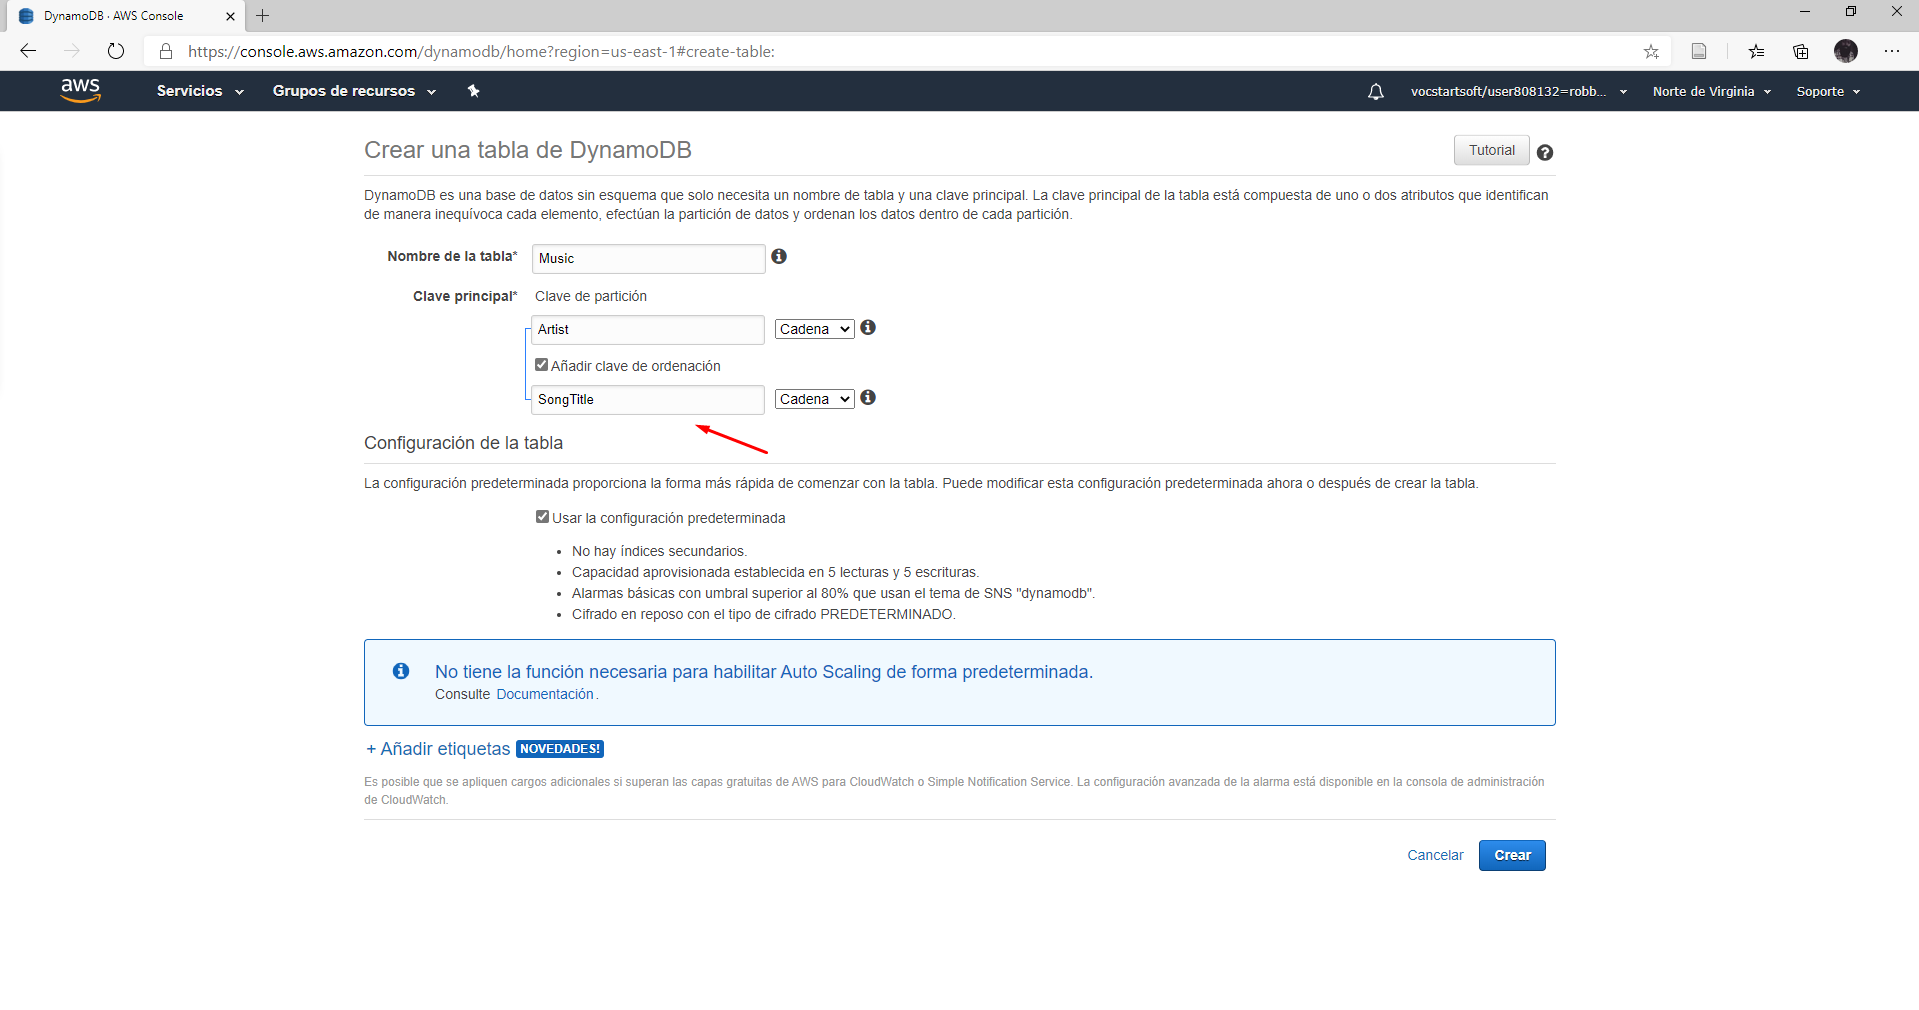 DynamoDB · AWS Console
https://console.aws.amazon.com/dynamodb/home?region=us-east-1#create-table:
aws
Servicios
Grupos de recursos
vocstartsoft/user808132=robb...
Norte de Virginia
Soporte
Crear una tabla de DynamoDB
Tutorial
DynamoDB es una base de datos sin esquema que solo necesita un nombre de tabla y una clave principal. La clave principal de la tabla está compuesta de uno o dos atributos que identifican
de manera inequívoca cada elemento, efectúan la partición de datos y ordenan los datos dentro de cada partición.
Nombre de la tabla*
Music
Clave principal*
Clave de partición
Artist
Cadena
Añadir clave de ordenación
SongTitle
Cadena
Configuración de la tabla
La configuración predeterminada proporciona la forma más rápida de comenzar con la tabla. Puede modificar esta configuración predeterminada ahora o después de crear la tabla.
Usar la configuración predeterminada
• No hay índices secundarios.
• Capacidad aprovisionada establecida en 5 lecturas y 5 escrituras.
• Alarmas básicas con umbral superior al 80% que usan el tema de SNS "dynamodb".
• Cifrado en reposo con el tipo de cifrado PREDETERMINADO.
No tiene la función necesaria para habilitar Auto Scaling de forma predeterminada.
Consulte Documentación.
+ Añadir etiquetas NOVEDADES!
Es posible que se apliquen cargos adicionales si superan las capas gratuitas de AWS para CloudWatch o Simple Notification Service. La configuración avanzada de la alarma está disponible en la consola de administración
de CloudWatch.
Cancelar
Crear